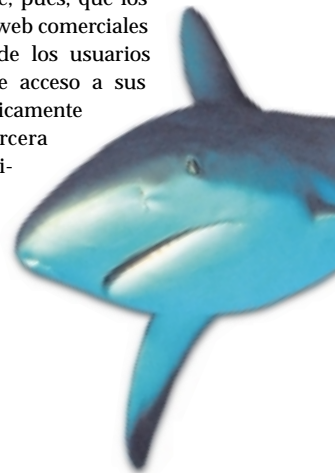 e, pues, que los
web comerciales
de los usuarios
e acceso a sus
icamente
rcera
i-